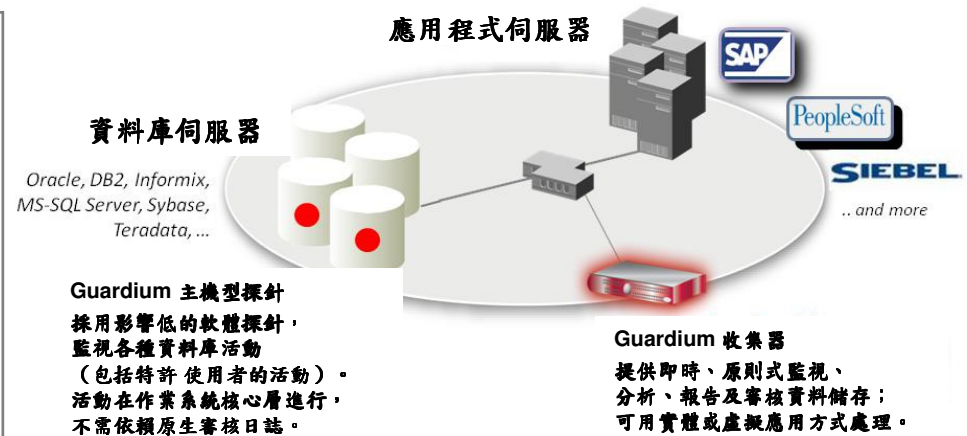 應用程式伺服器
SAP
PeopleSoft
SIEBEL
.. and more
資料庫伺服器
Oracle, DB2, Informix,
MS-SQL Server, Sybase,
Teradata, ...
Guardium 主機型探針
採用影響低的軟體探針，
監視各種資料庫活動
（包括特許 使用者的活動）。
活動在作業系統核心層進行，
不需依賴原生審核日誌。
Guardium 收集器
提供即時、原則式監視、
分析、報告及審核資料儲存；
可用實體或虛擬應用方式處理。